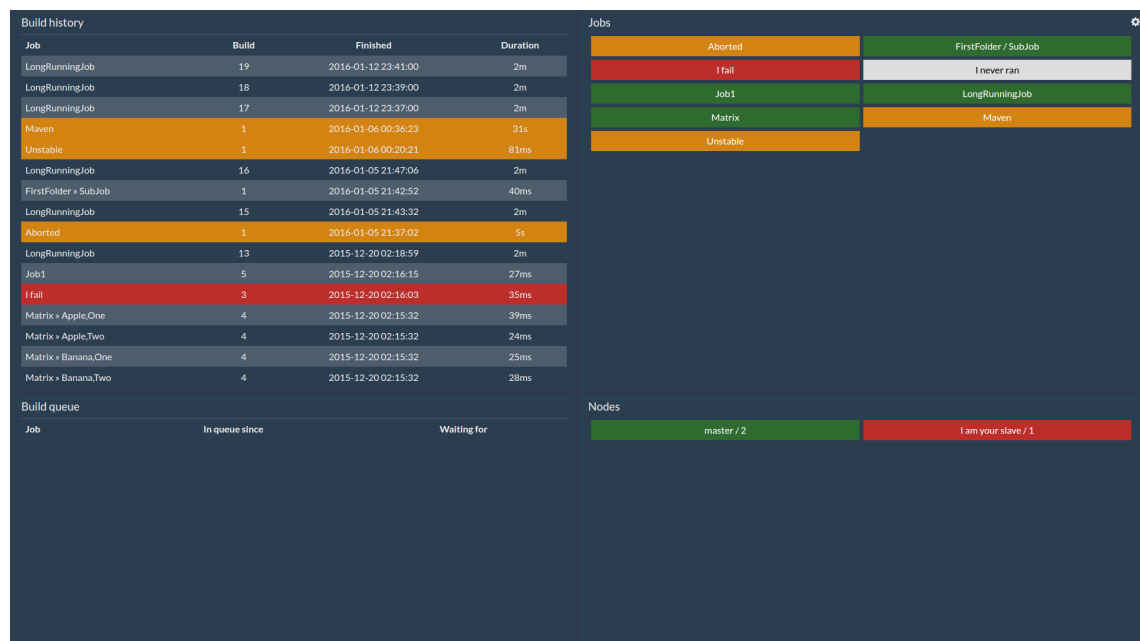 Build history
Job Build Finished Duration
LongRunningJob 19 2016-01-12 23:41:00 2m
LongRunningJob 18 2016-01-12 23:39:00 2m
LongRunningJob 17 2016-01-12 23:37:00 2m
Maven 1 2016-01-06 00:36:23 31s
Unstable 1 2016-01-06 00:20:21 81ms
LongRunningJob 16 2016-01-05 21:47:06 2m
FirstFolder » SubJob 1 2016-01-05 21:42:52 40ms
LongRunningJob 15 2016-01-05 21:43:32 2m
Aborted 1 2016-01-05 21:37:02 5s
LongRunningJob 13 2015-12-20 02:18:59 2m
Job1 5 2015-12-20 02:16:15 27ms
I fail 3 2015-12-20 02:16:03 35ms
Matrix » Apple,One 4 2015-12-20 02:15:32 39ms
Matrix » Apple,Two 4 2015-12-20 02:15:32 24ms
Matrix » Banana,One 4 2015-12-20 02:15:32 25ms
Matrix » Banana,Two 4 2015-12-20 02:15:32 28ms
Jobs
Aborted FirstFolder / SubJob
I fail I never ran
Job1 LongRunningJob
Matrix Maven
Unstable
Build queue
Job In queue since Waiting for
Nodes
master / 2 I am your slave / 1